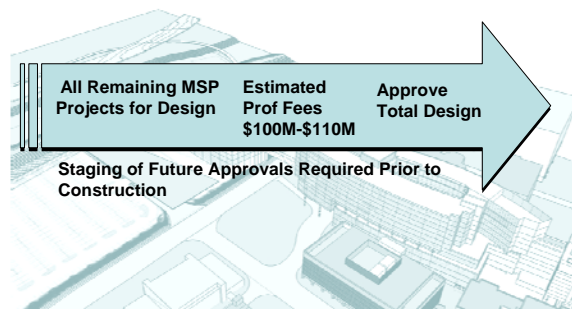 All Remaining MSP
Projects for Design
Estimated
Prof Fees
$100M-$110M
Approve
Total Design
Staging of Future Approvals Required Prior to
Construction